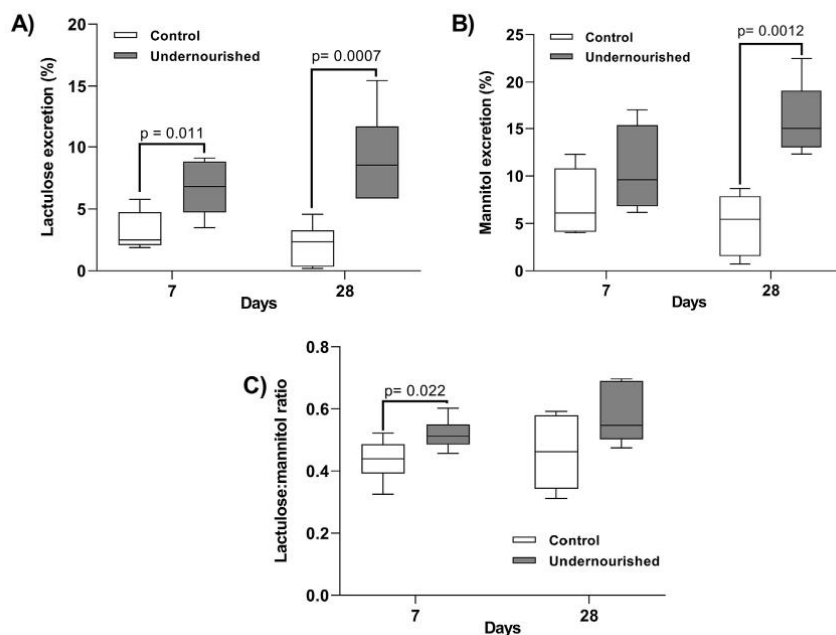 A)
Lactulose excretion (%)
20
15
10
5
0
Control
Undernourished
p = 0.011
p= 0.0007
7
28
Days
B)
Mannitol excretion (%)
25
20
15
10
5
0
Control
Undernourished
p= 0.0012
7
28
Days
C)
Lactulose:mannitol ratio
0.8
0.6
0.4
0.2
0.0
p= 0.022
Control
Undernourished
7
28
Days